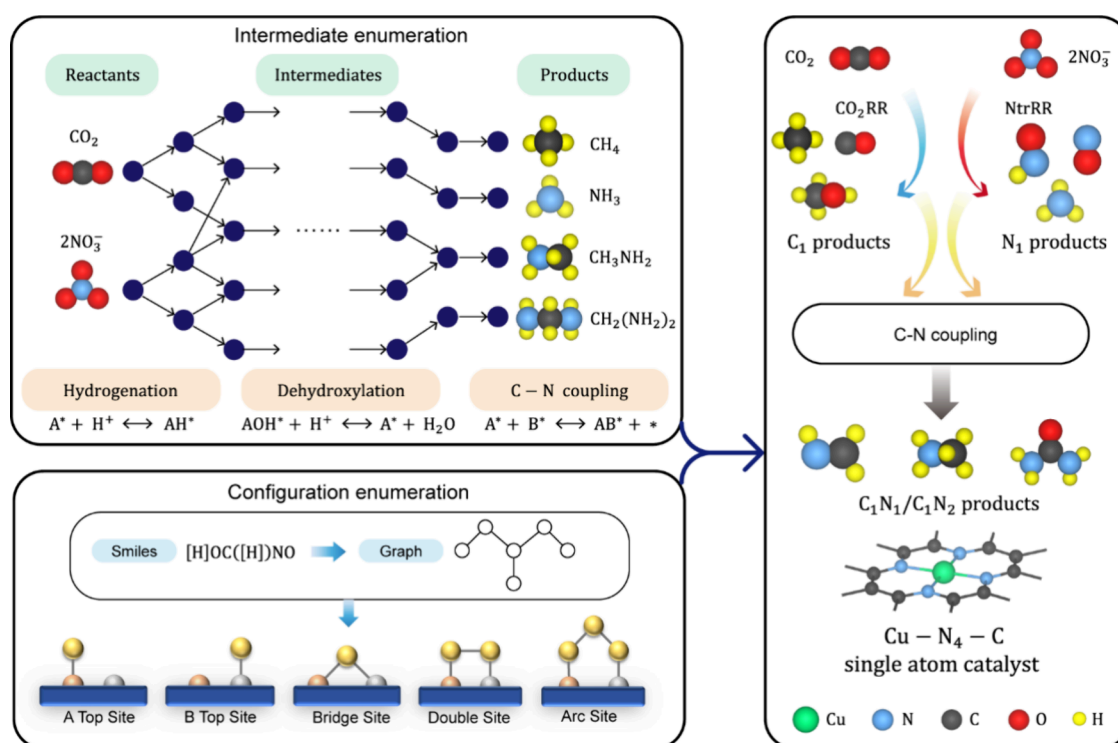 Intermediate enumeration
Reactants
Intermediates
Products
CO₂
2NO₃⁻
······
CH₄
NH₃
CH₃NH₂
CH₂(NH₂)₂
Hydrogenation
Dehydroxylation
C − N coupling
A* + H⁺ ↔ AH*
AOH* + H⁺ ↔ A* + H₂O
A* + B* ↔ AB* + *
Configuration enumeration
Smiles
[H]OC([H])NO
Graph
A Top Site
B Top Site
Bridge Site
Double Site
Arc Site
CO₂
2NO₃⁻
CO₂RR
NtrRR
C₁ products
N₁ products
C-N coupling
C₁N₁/C₁N₂ products
Cu − N₄ − C
single atom catalyst
Cu
N
C
O
H